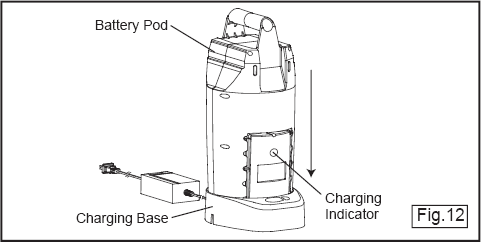 Battery Pod
Charging Base
Charging
Indicator
Fig.12